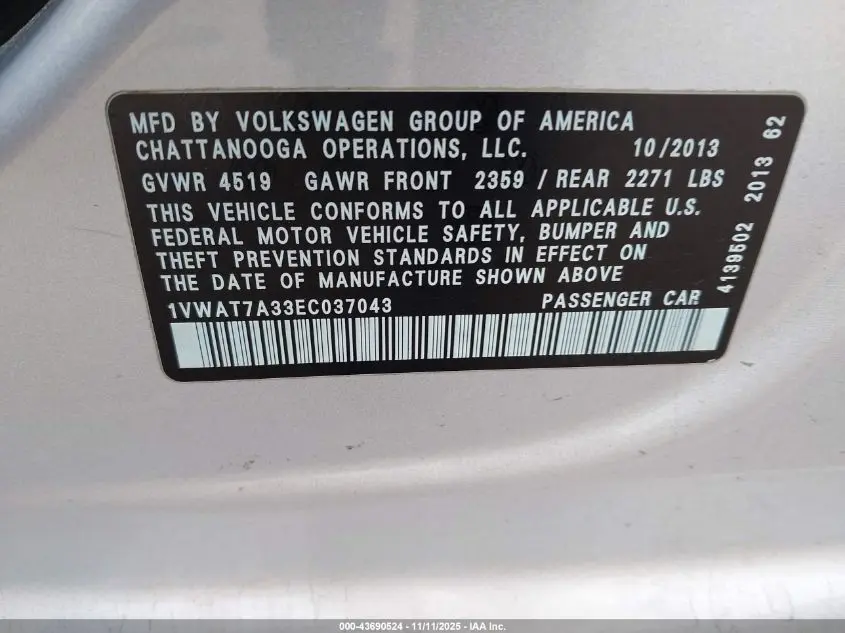 MFD BY VOLKSWAGEN GROUP OF AMERICA
CHATTANOOGA OPERATIONS, LLC. 10/2013
GVWR 4519 GAWR FRONT 2359 / REAR 2271 LBS
THIS VEHICLE CONFORMS TO ALL APPLICABLE U.S.
FEDERAL MOTOR VEHICLE SAFETY, BUMPER AND
THEFT PREVENTION STANDARDS IN EFFECT ON
THE DATE OF MANUFACTURE SHOWN ABOVE
1VWAT7A33EC037043 PASSENGER CAR
4139502 2013 62
000-43690524 - 11/11/2025 - IAA Inc.